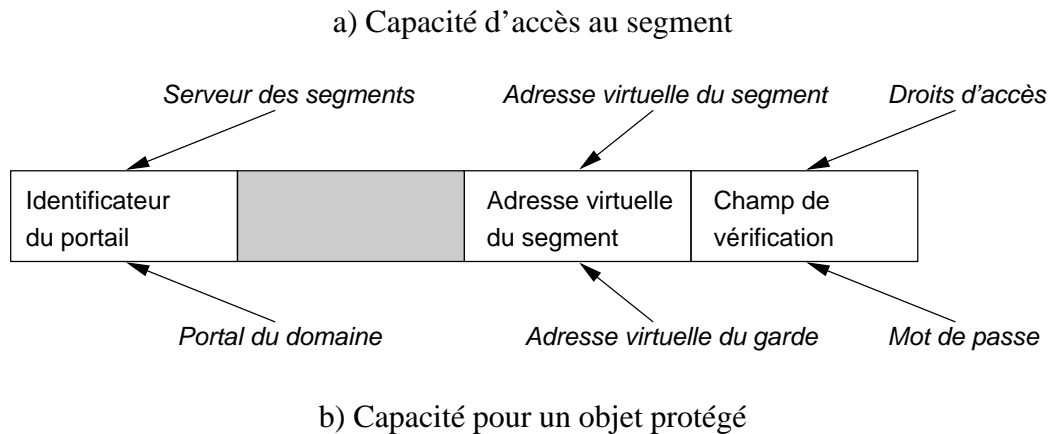 a) Capacité d'accès au segment
Serveur des segments
Adresse virtuelle du segment
Droits d'accès
Identificateur
du portail
Adresse virtuelle
du segment
Champ de
vérification
Portal du domaine
Adresse virtuelle du garde
Mot de passe
b) Capacité pour un objet protégé